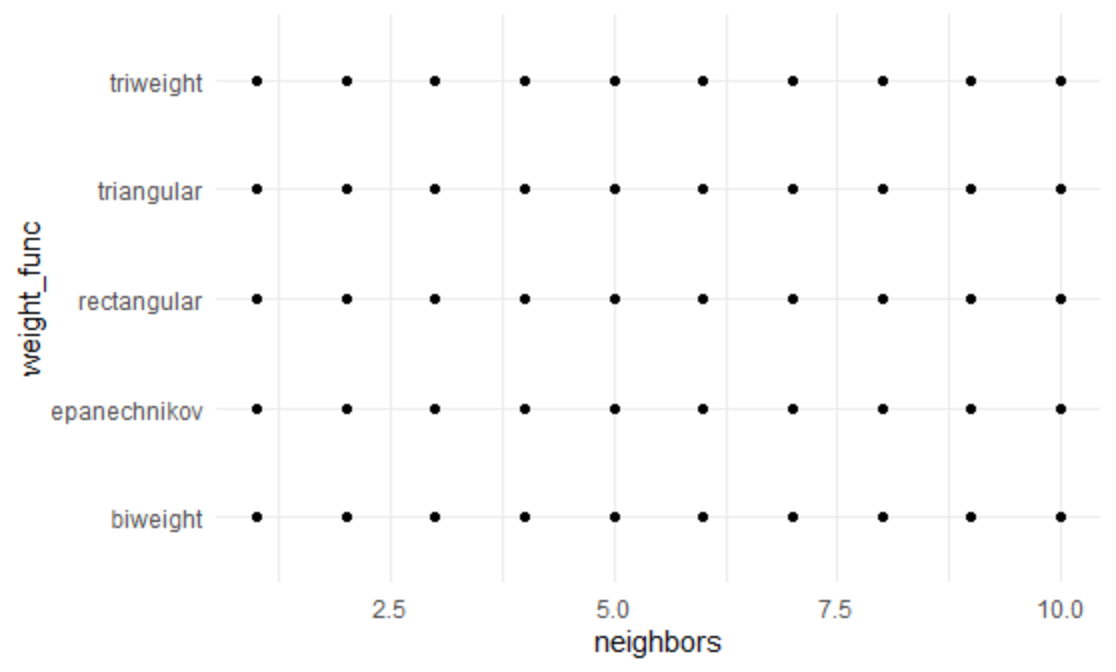 triweight
triangular
rectangular
epanechnikov
biweight
weight_func
2.5 5.0 7.5 10.0
neighbors